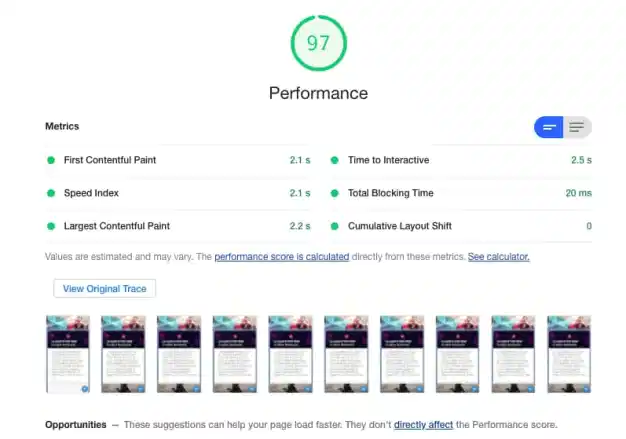 97
Performance
Metrics
First Contentful Paint 2.1 s Time to Interactive 2.5 s
Speed Index 2.1 s Total Blocking Time 20 ms
Largest Contentful Paint 2.2 s Cumulative Layout Shift 0
Values are estimated and may vary. The performance score is calculated directly from these metrics. See calculator.
View Original Trace
Opportunities — These suggestions can help your page load faster. They don't directly affect the Performance score.